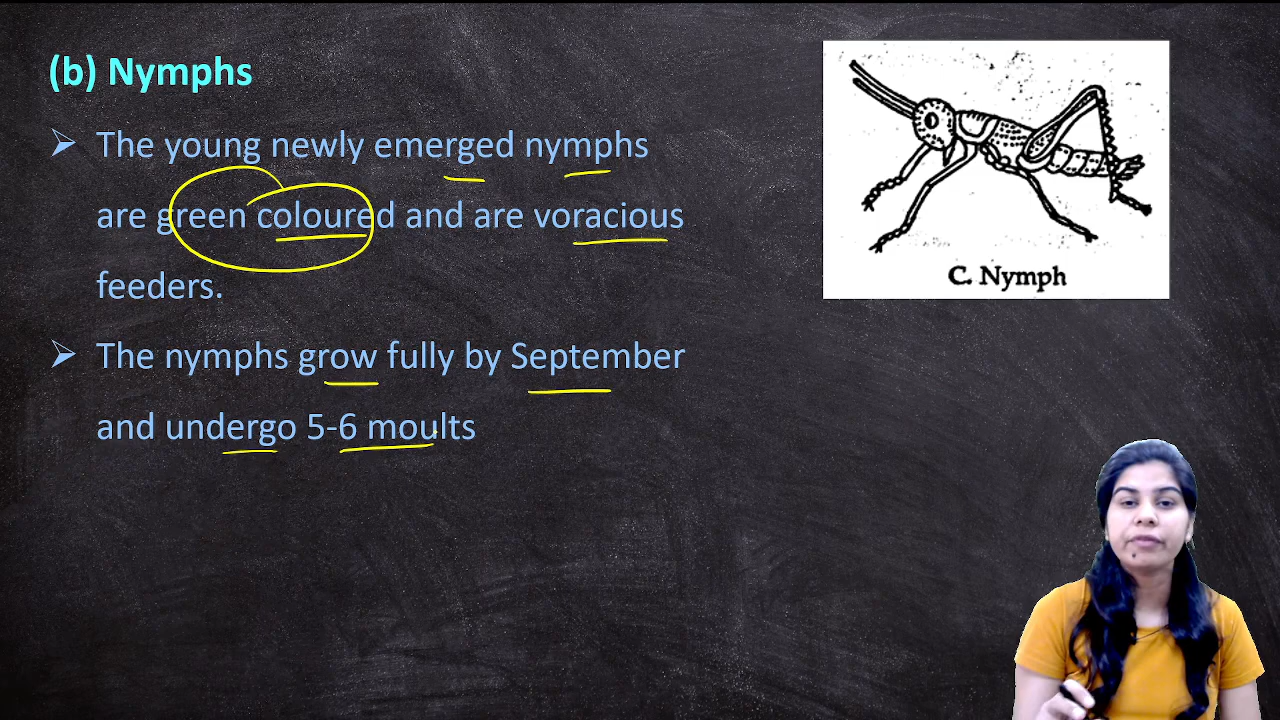 (b) Nymphs
➢ The young newly emerged nymphs
are green coloured and are voracious
feeders.
➢ The nymphs grow fully by September
and undergo 5-6 moults
C. Nymph